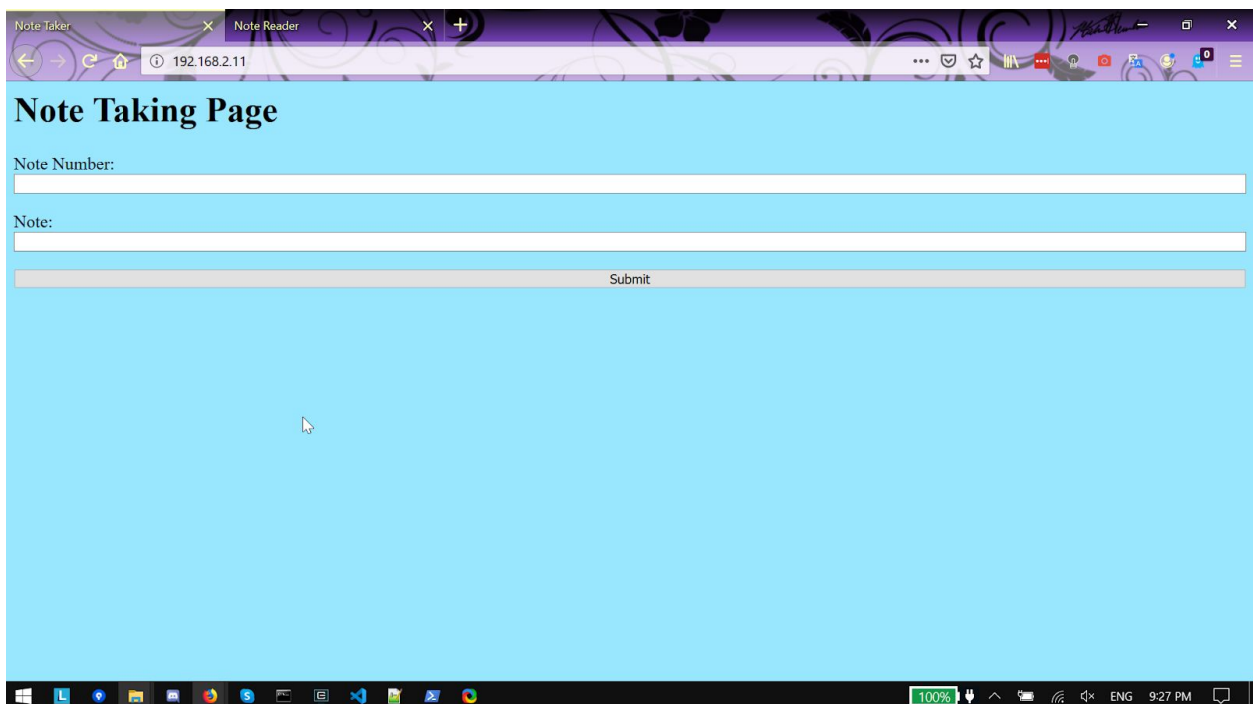 Note Taker Note Reader
192.168.2.11
0
Note Taking Page
Note Number:
Note:
Submit
100% ENG 9:27 PM